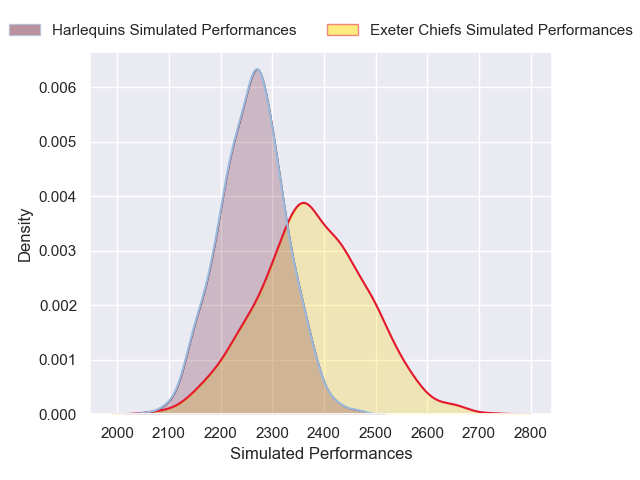 Harlequins Simulated Performances
Exeter Chiefs Simulated Performances
0.006
0.005
0.004
0.003
0.002
0.001
0.000
Density
2000 2100 2200 2300 2400 2500 2600 2700 2800
Simulated Performances